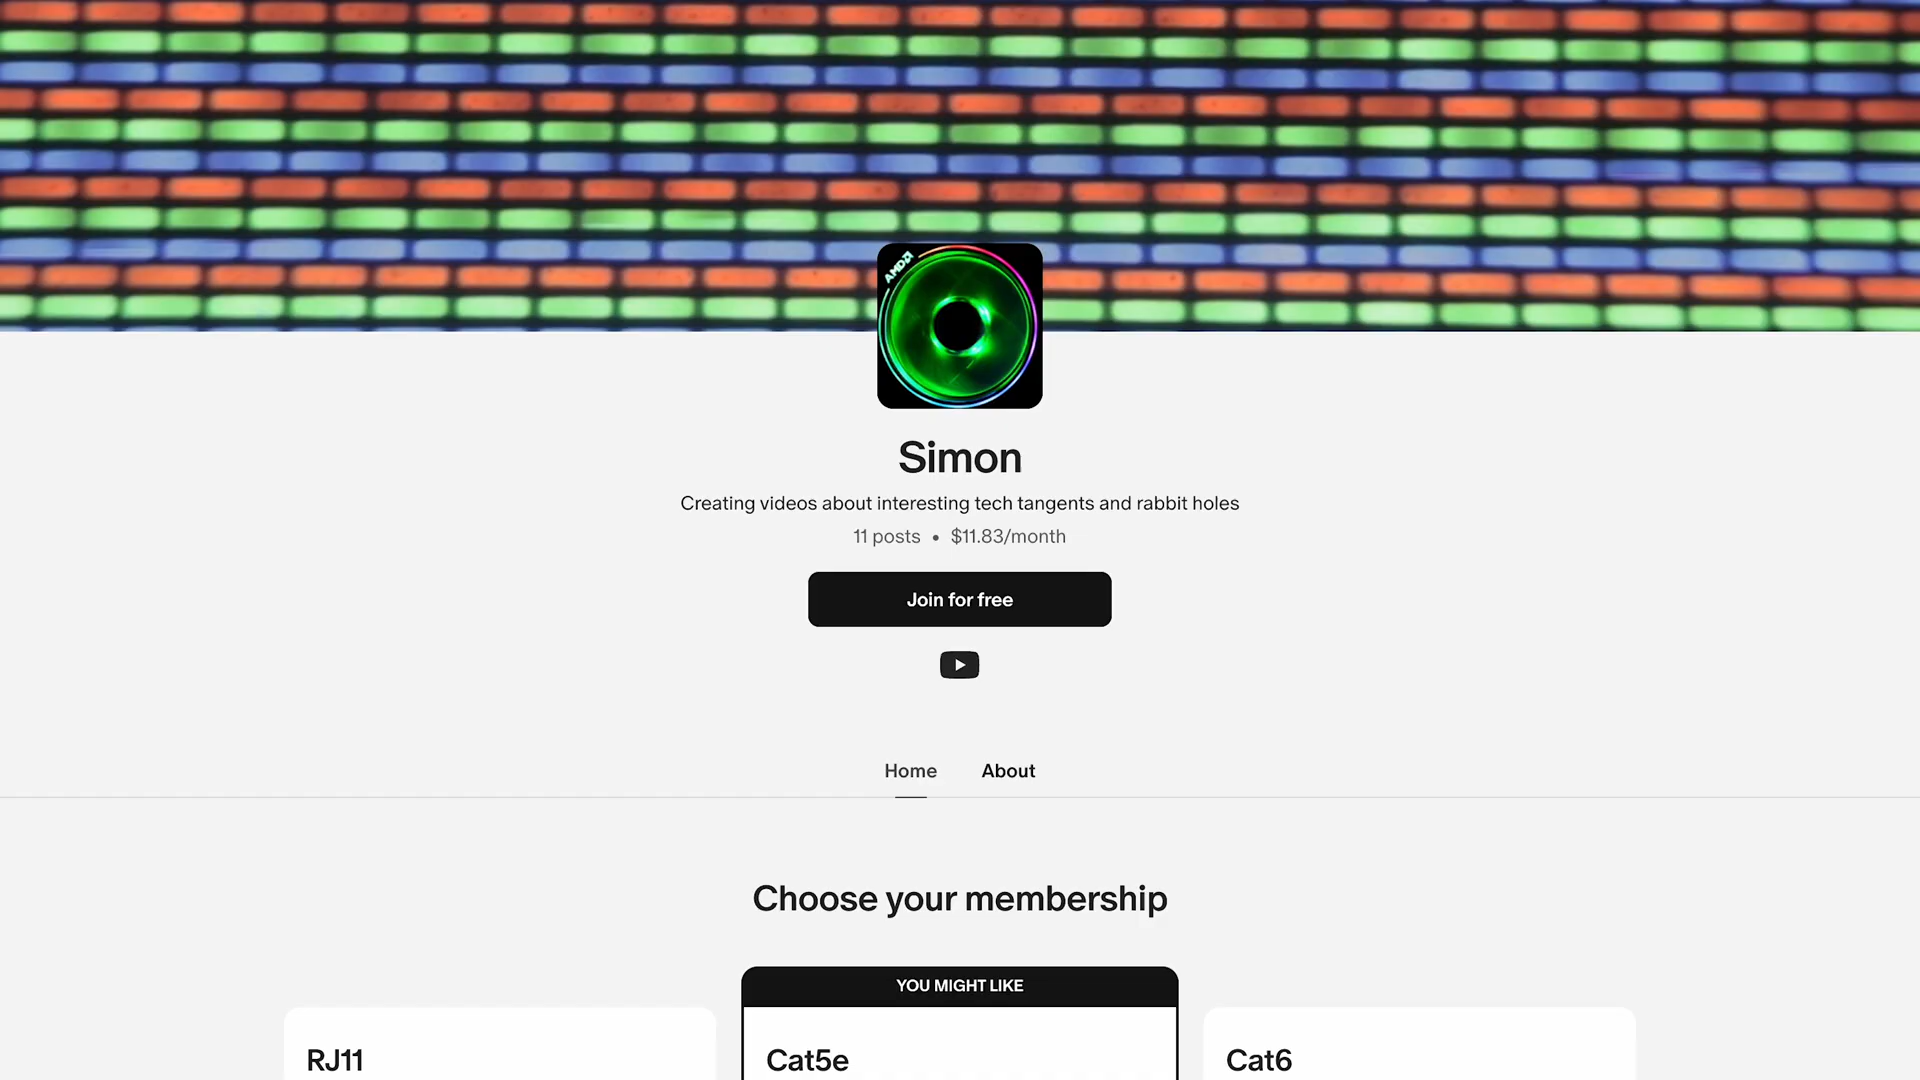 AMD
Simon
Creating videos about interesting tech tangents and rabbit holes
11 posts • $11.83/month
Join for free
Home About
Choose your membership
YOU MIGHT LIKE
RJ11 Cat5e Cat6